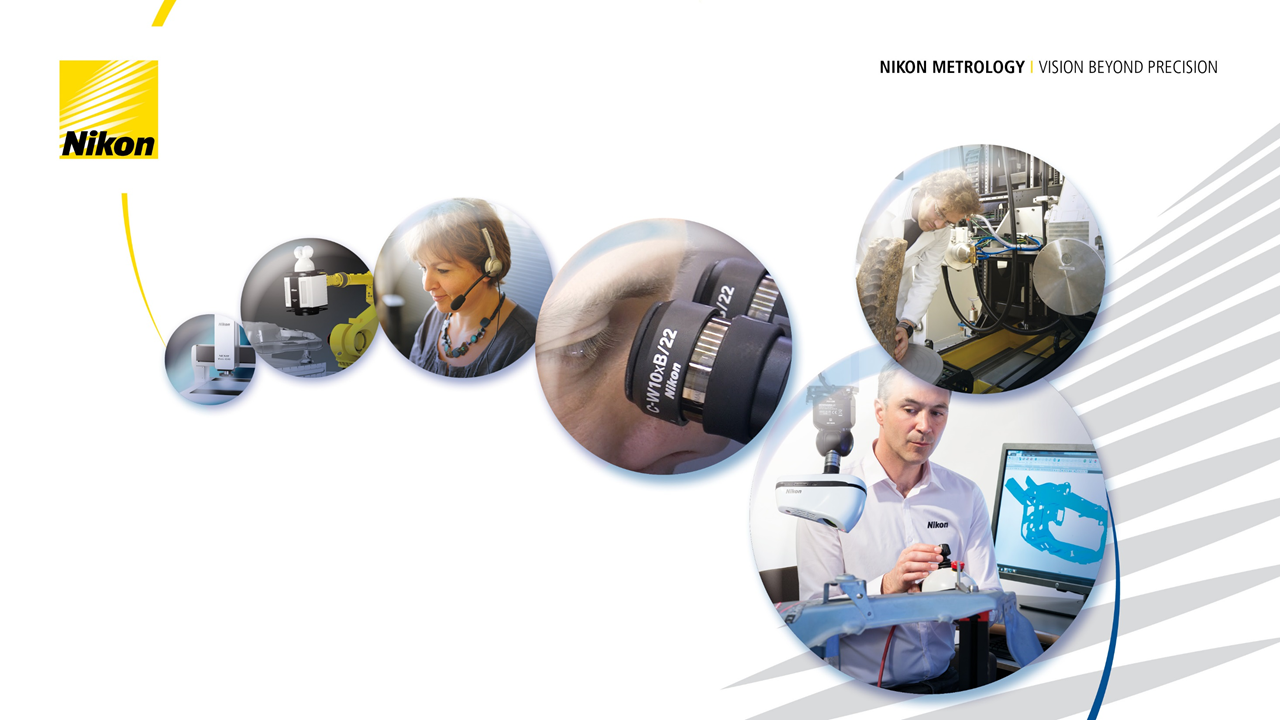 Nikon
NIKON METROLOGY | VISION BEYOND PRECISION
C-W10xB/22
Nikon
/22
Nikon
Nikon